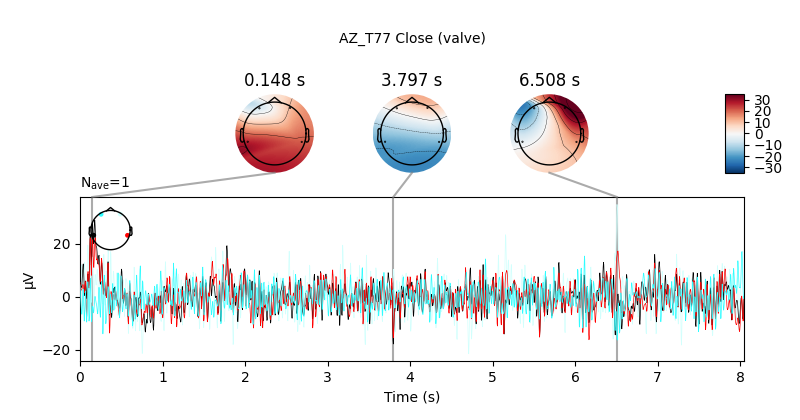 AZ_T77 Close (valve)
0.148 s 3.797 s 6.508 s
30
20
10
0
−10
−20
−30
Nave=1
20
0
−20
µV
0 1 2 3 4 5 6 7 8
Time (s)